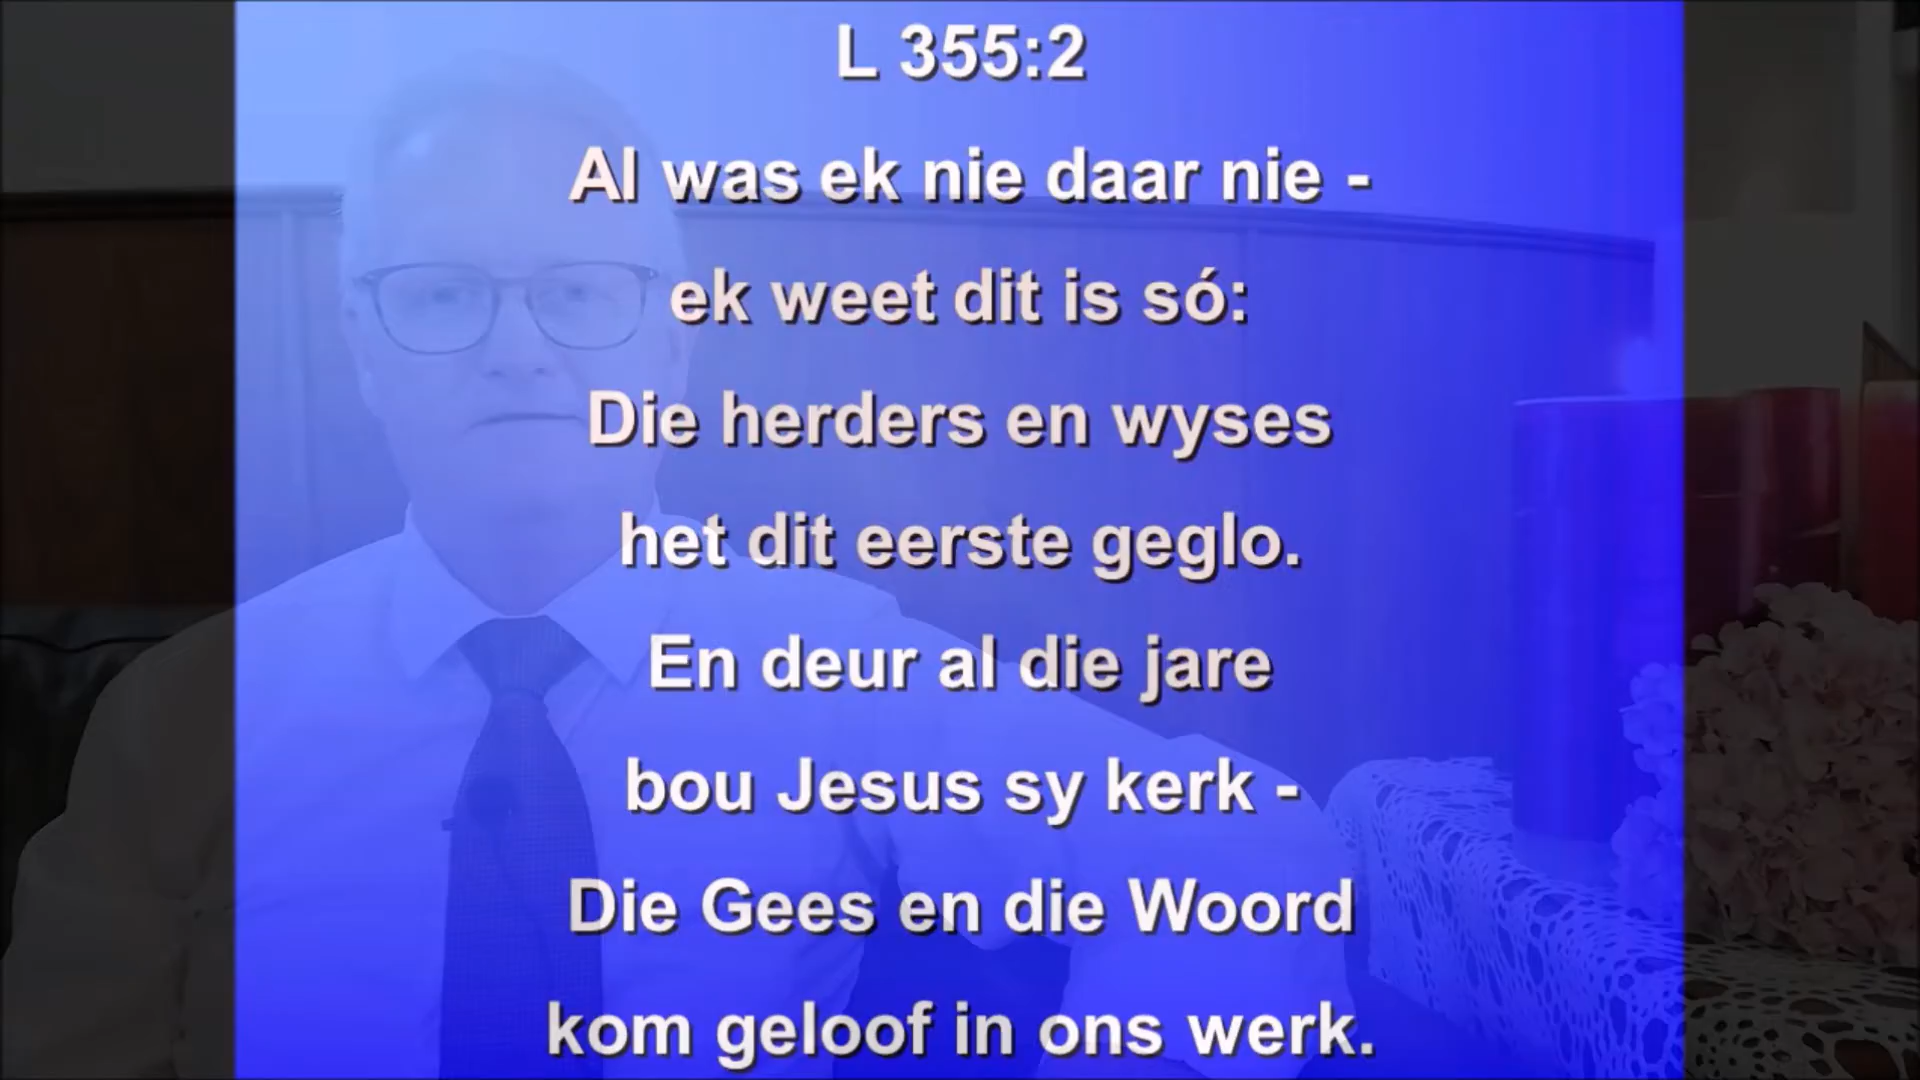 L 355:2
Al was ek nie daar nie -
ek weet dit is só:
Die herders en wyses
het dit eerste geglo.
En deur al die jare
bou Jesus sy kerk -
Die Gees en die Woord
kom geloof in ons werk.